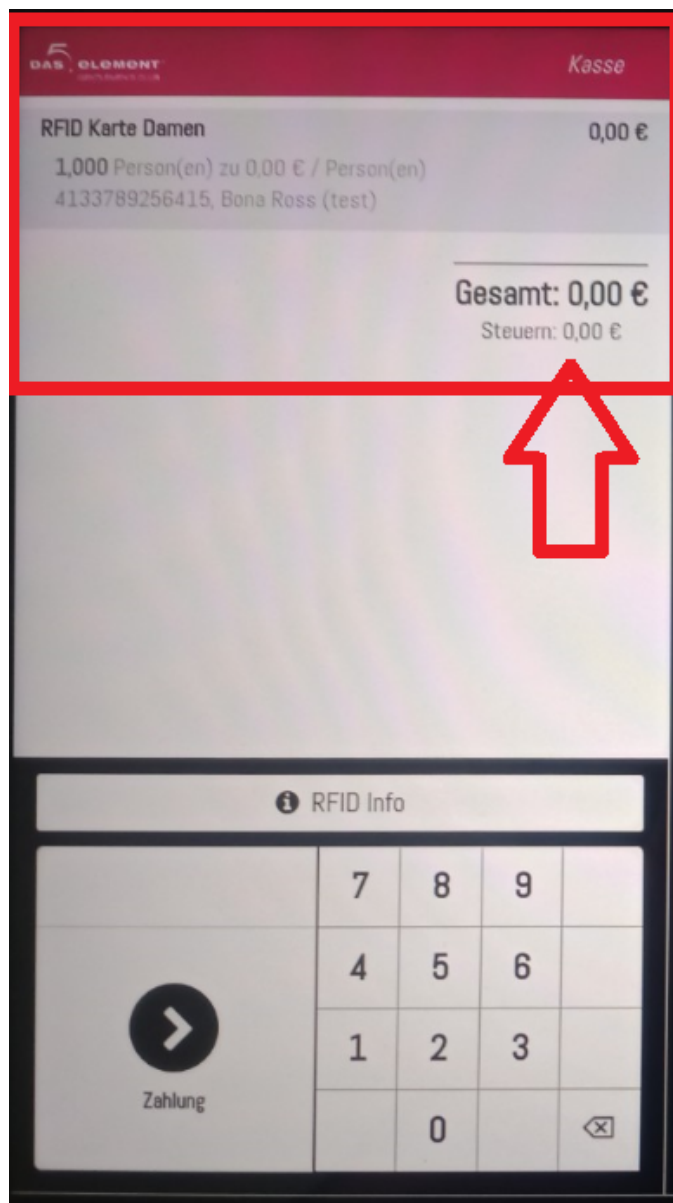 DAS 5 ELEMENT
Kasse
RFID Karte Damen 0,00 €
1,000 Person(en) zu 0,00 € / Person(en)
4133789256415, Bona Ross (test)
Gesamt: 0,00 €
Steuern: 0,00 €
RFID Info
7 8 9
4 5 6
1 2 3
Zahlung
0